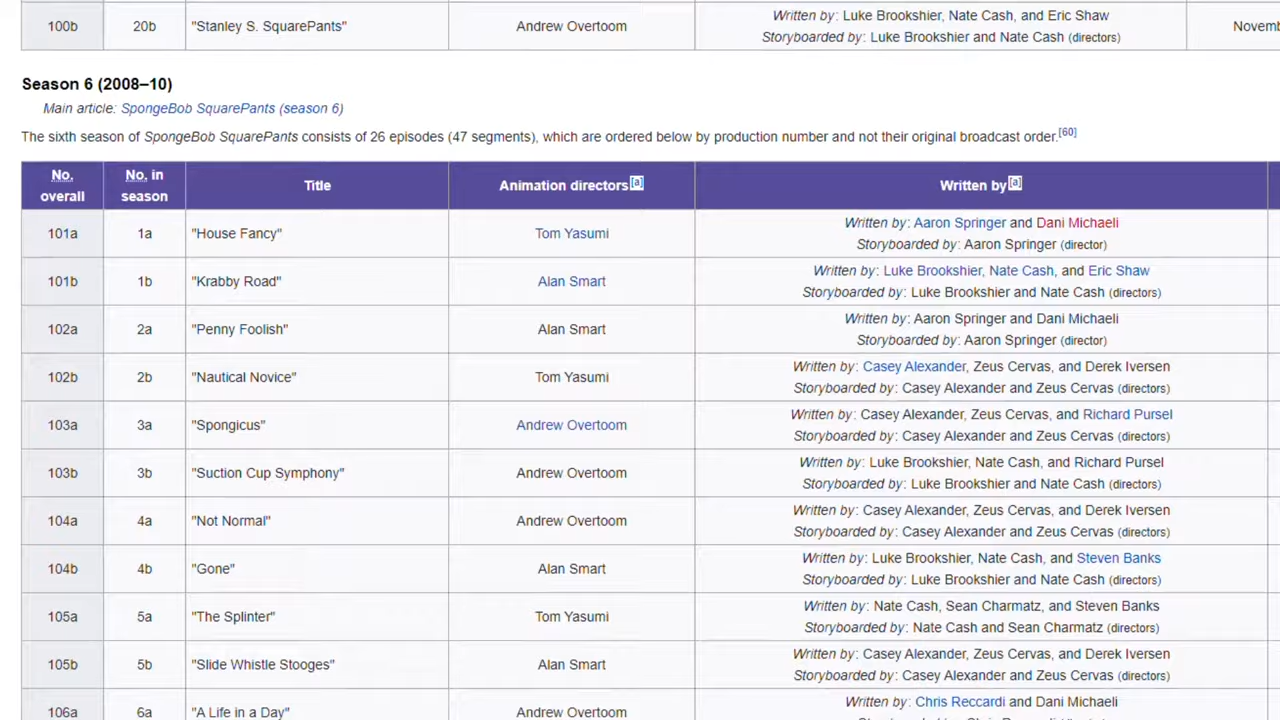 100b 20b "Stanley S. SquarePants" Andrew Overtoom Written by: Luke Brookshier, Nate Cash, and Eric Shaw
Storyboarded by: Luke Brookshier and Nate Cash (directors)
Season 6 (2008–10)
Main article: SpongeBob SquarePants (season 6)
The sixth season of SpongeBob SquarePants consists of 26 episodes (47 segments), which are ordered below by production number and not their original broadcast order.[60]
No. overall No. in season Title Animation directors[a] Written by[a]
101a 1a "House Fancy" Tom Yasumi Written by: Aaron Springer and Dani Michaeli
Storyboarded by: Aaron Springer (director)
101b 1b "Krabby Road" Alan Smart Written by: Luke Brookshier, Nate Cash, and Eric Shaw
Storyboarded by: Luke Brookshier and Nate Cash (directors)
102a 2a "Penny Foolish" Alan Smart Written by: Aaron Springer and Dani Michaeli
Storyboarded by: Aaron Springer (director)
102b 2b "Nautical Novice" Tom Yasumi Written by: Casey Alexander, Zeus Cervas, and Derek Iversen
Storyboarded by: Casey Alexander and Zeus Cervas (directors)
103a 3a "Spongicus" Andrew Overtoom Written by: Casey Alexander, Zeus Cervas, and Richard Pursel
Storyboarded by: Casey Alexander and Zeus Cervas (directors)
103b 3b "Suction Cup Symphony" Andrew Overtoom Written by: Luke Brookshier, Nate Cash, and Richard Pursel
Storyboarded by: Luke Brookshier and Nate Cash (directors)
104a 4a "Not Normal" Andrew Overtoom Written by: Casey Alexander, Zeus Cervas, and Derek Iversen
Storyboarded by: Casey Alexander and Zeus Cervas (directors)
104b 4b "Gone" Alan Smart Written by: Luke Brookshier, Nate Cash, and Steven Banks
Storyboarded by: Luke Brookshier and Nate Cash (directors)
105a 5a "The Splinter" Tom Yasumi Written by: Nate Cash, Sean Charmatz, and Steven Banks
Storyboarded by: Nate Cash and Sean Charmatz (directors)
105b 5b "Slide Whistle Stooges" Alan Smart Written by: Casey Alexander, Zeus Cervas, and Derek Iversen
Storyboarded by: Casey Alexander and Zeus Cervas (directors)
106a 6a "A Life in a Day" Andrew Overtoom Written by: Chris Reccardi and Dani Michaeli